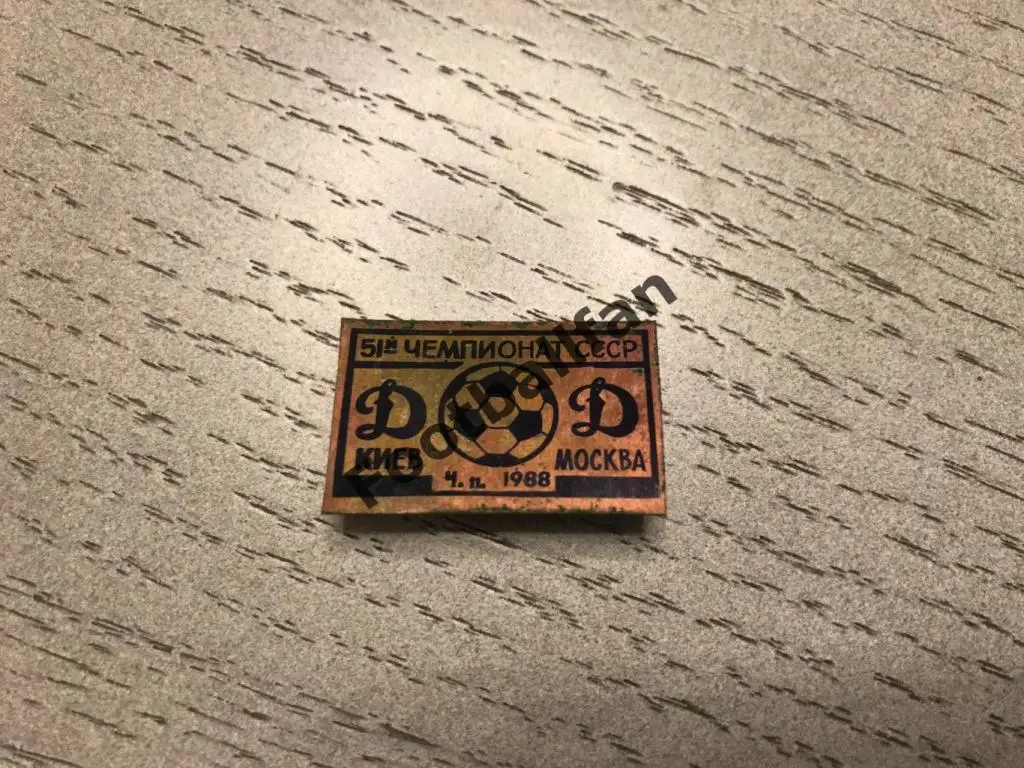 51й ЧЕМПИОНАТ СССР
Д Д
КИЕВ МОСКВА
Ч.п. 1988
Footballfan